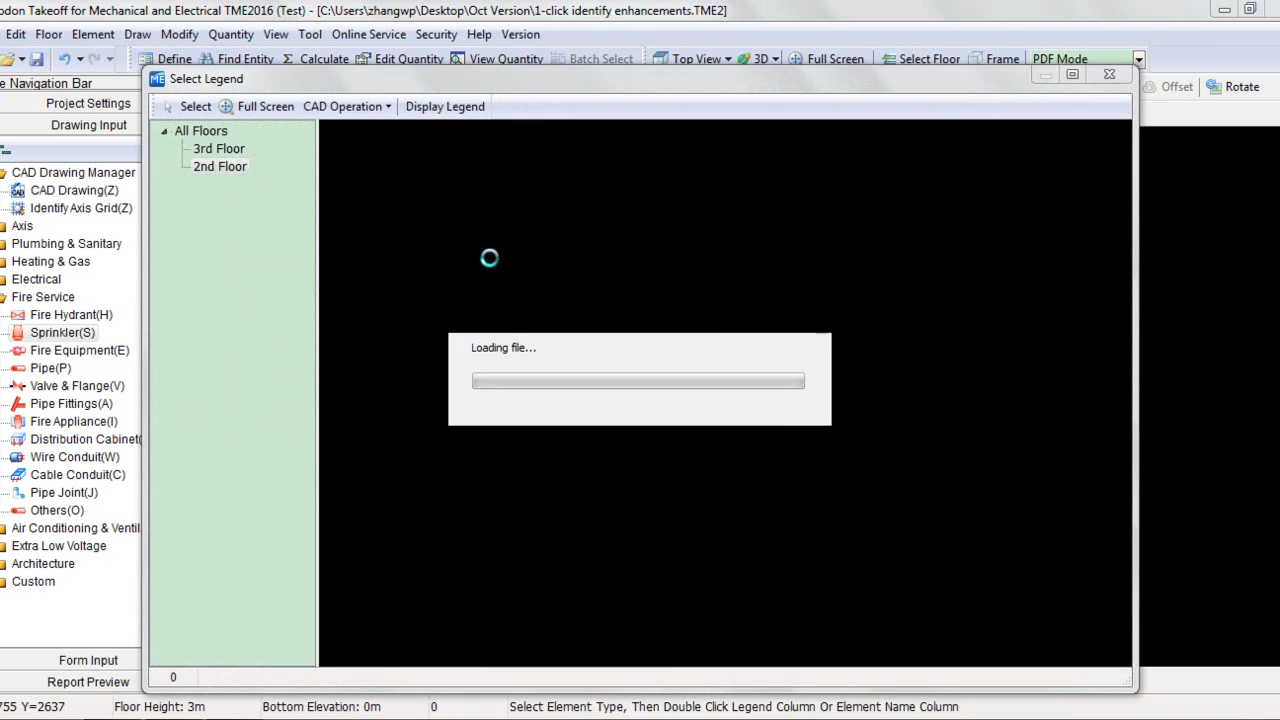 odon Takeoff for Mechanical and Electrical TME2016 (Test) - [C:\Users\zhangwp\Desktop\Oct Version\1-click identify enhancements.TME2]
Edit Floor Element Draw Modify Quantity View Tool Online Service Security Help Version
Define Find Entity Σ Calculate Edit Quantity View Quantity Batch Select Top View 3D Full Screen Select Floor Frame PDF Mode
e Navigation Bar
Select Legend
Offset Rotate
Project Settings
Select Full Screen CAD Operation Display Legend
Drawing Input
All Floors
3rd Floor
2nd Floor
CAD Drawing Manager
CAD Drawing(Z)
Identify Axis Grid(Z)
Axis
Plumbing & Sanitary
Heating & Gas
Electrical
Fire Service
Fire Hydrant(H)
Sprinkler(S)
Fire Equipment(E)
Pipe(P)
Valve & Flange(V)
Pipe Fittings(A)
Fire Appliance(I)
Distribution Cabinet(
Wire Conduit(W)
Cable Conduit(C)
Pipe Joint(J)
Others(O)
Air Conditioning & Ventil
Extra Low Voltage
Architecture
Custom
Loading file...
Form Input
0
Report Preview
755 Y=2637 Floor Height: 3m Bottom Elevation: 0m 0 Select Element Type, Then Double Click Legend Column Or Element Name Column